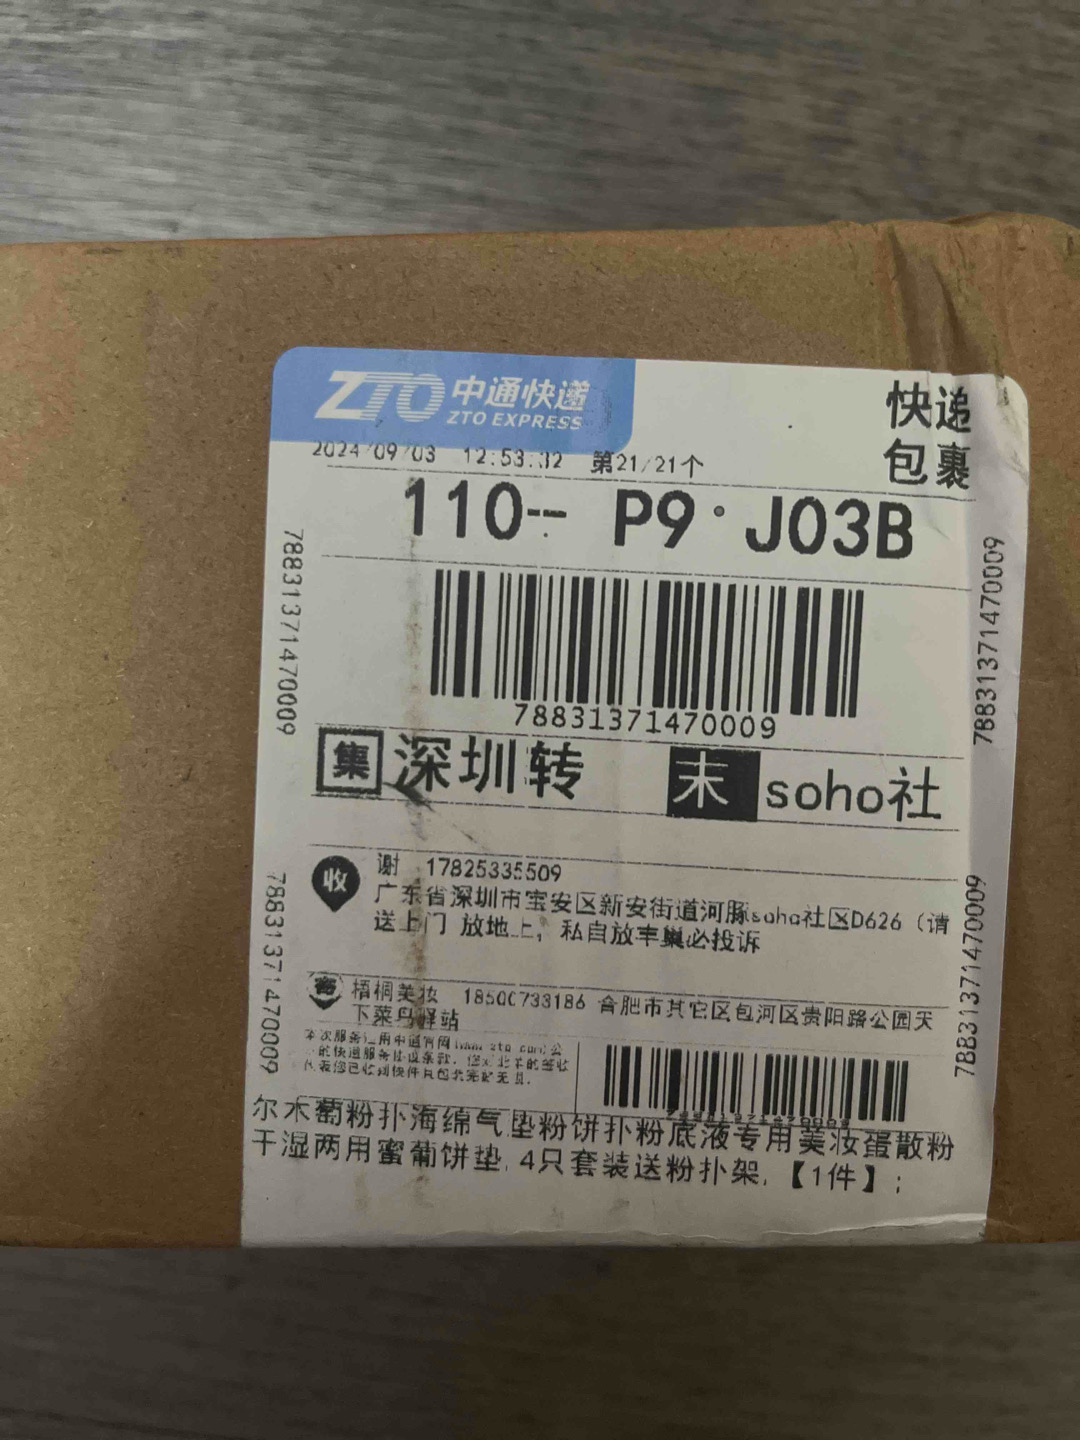 ZTO 中通快递
ZTO EXPRESS
快递
包裹
2024/09/03 12:53:32 第21/21个
110-- P9 · J03B
78831371470009
78831371470009
78831371470009
集 深圳转 末 soho社
收 谢 17825335509
广东省深圳市宝安区新安街道河豚soho社区D626（请
送上门 放地上，私自放丰巢必投诉
78831371470009
78831371470009
寄 梧桐美妆 18500733186 合肥市其它区包河区贵阳路公园天
下菜鸟驿站
尔木萄粉扑海绵气垫粉饼扑粉底液专用美妆蛋散粉
干湿两用蜜葡饼垫, 4只套装送粉扑架, 【1件】;